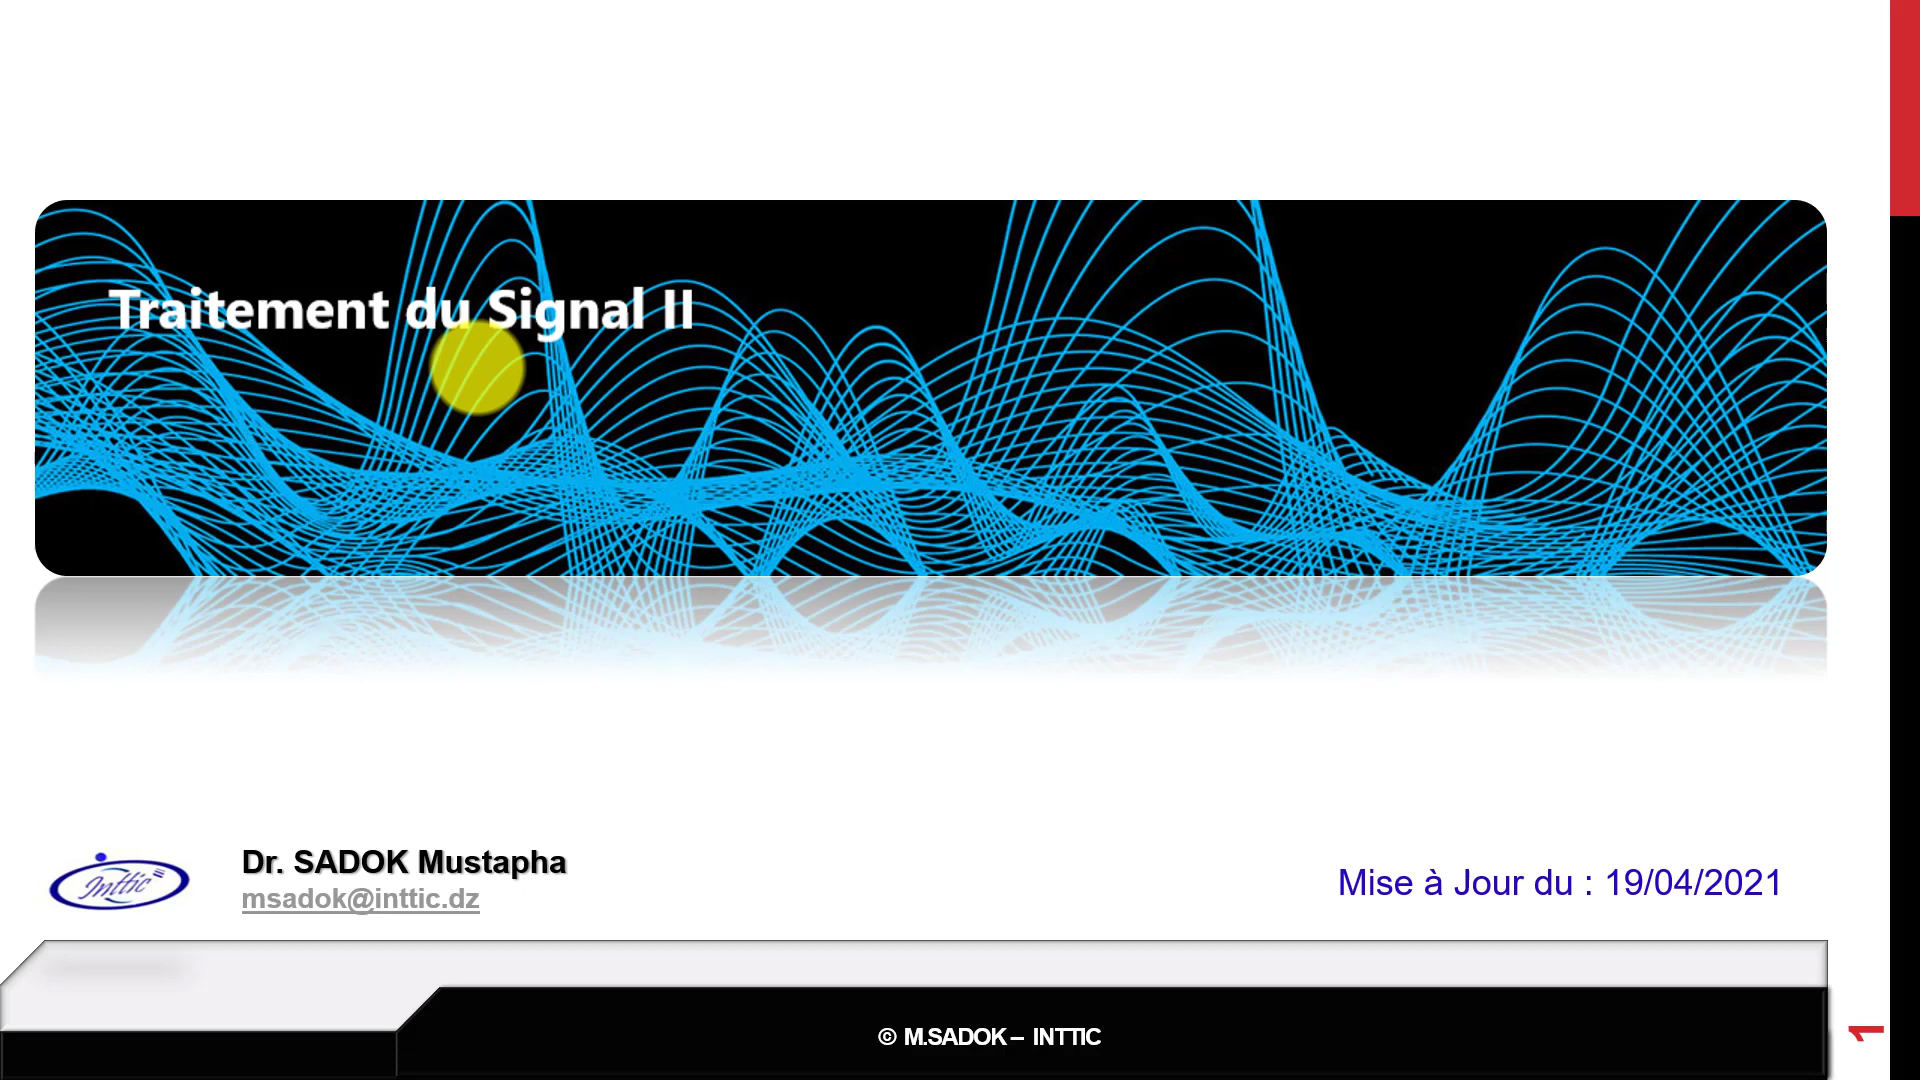 Traitement du Signal II
Inttic
Dr. SADOK Mustapha
msadok@inttic.dz
Mise à Jour du : 19/04/2021
© M.SADOK – INTTIC
1